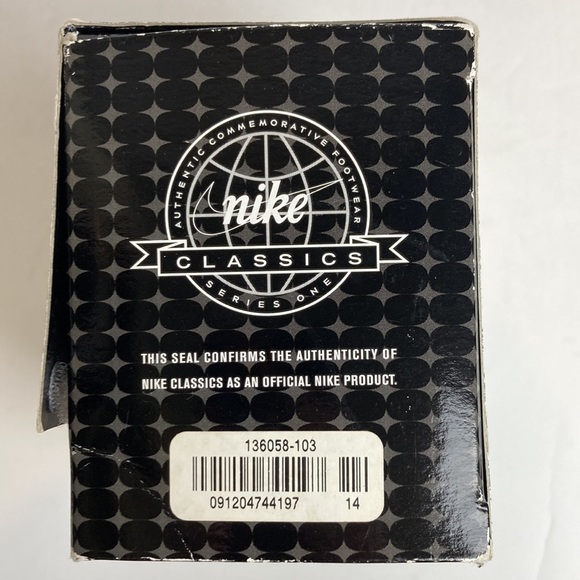 AUTHENTIC COMMEMORATIVE FOOTWEAR
nike
CLASSICS
SERIES ONE
THIS SEAL CONFIRMS THE AUTHENTICITY OF
NIKE CLASSICS AS AN OFFICIAL NIKE PRODUCT.
136058-103
091204744197 14